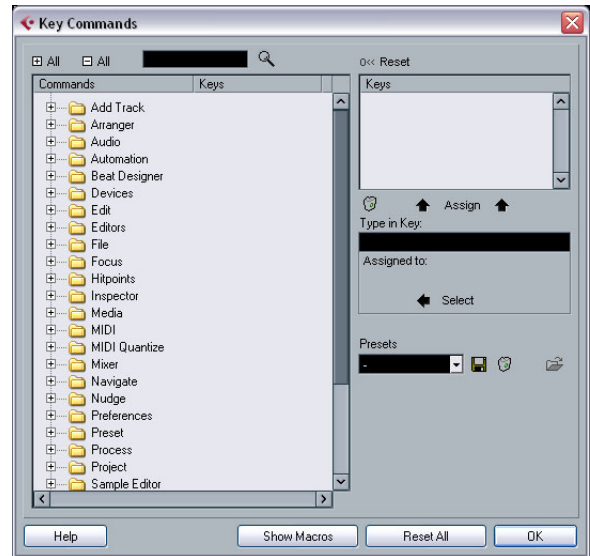 Key Commands
All All
0<< Reset
Commands Keys
Keys
Add Track
Arranger
Audio
Automation
Beat Designer
Devices
Edit
Editors
File
Focus
Hitpoints
Inspector
Media
MIDI
MIDI Quantize
Mixer
Navigate
Nudge
Preferences
Preset
Process
Project
Sample Editor
Assign
Type in Key:
Assigned to:
Select
Presets
-
Help Show Macros Reset All OK